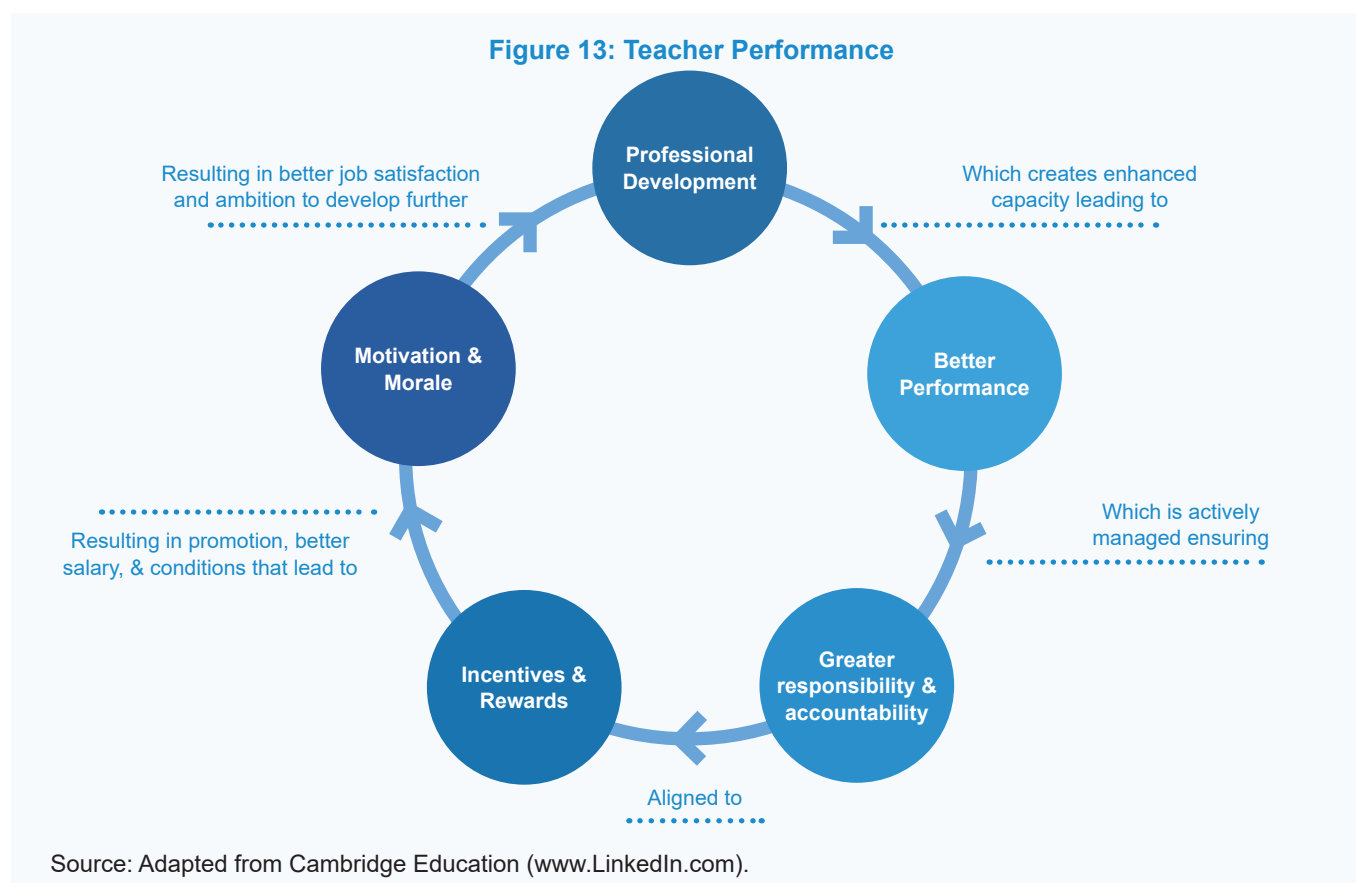 Figure 13: Teacher Performance
Professional
Development
Which creates enhanced
capacity leading to
Better
Performance
Which is actively
managed ensuring
Greater
responsibility &
accountability
Aligned to
Incentives &
Rewards
Resulting in promotion, better
salary, & conditions that lead to
Motivation &
Morale
Resulting in better job satisfaction
and ambition to develop further
Source: Adapted from Cambridge Education (www.LinkedIn.com).